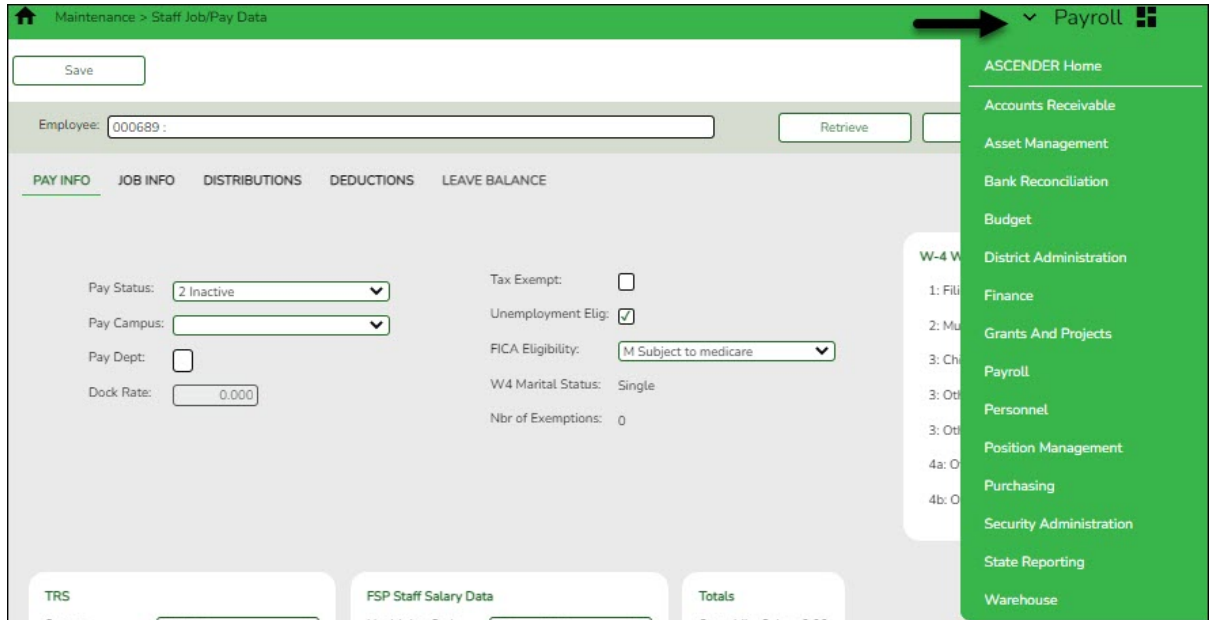 Maintenance > Staff Job/Pay Data
Payroll
Save
Employee: 000689 :
Retrieve
PAY INFO JOB INFO DISTRIBUTIONS DEDUCTIONS LEAVE BALANCE
Pay Status: 2 Inactive
Pay Campus:
Pay Dept:
Dock Rate: 0.000
Tax Exempt:
Unemployment Elig:
FICA Eligibility: M Subject to medicare
W4 Marital Status: Single
Nbr of Exemptions: 0
W-4 W
1: Fili
2: Mu
3: Chi
3: Oth
3: Oth
4a: O
4b: O
TRS
FSP Staff Salary Data
Totals
ASCENDER Home
Accounts Receivable
Asset Management
Bank Reconciliation
Budget
District Administration
Finance
Grants And Projects
Payroll
Personnel
Position Management
Purchasing
Security Administration
State Reporting
Warehouse